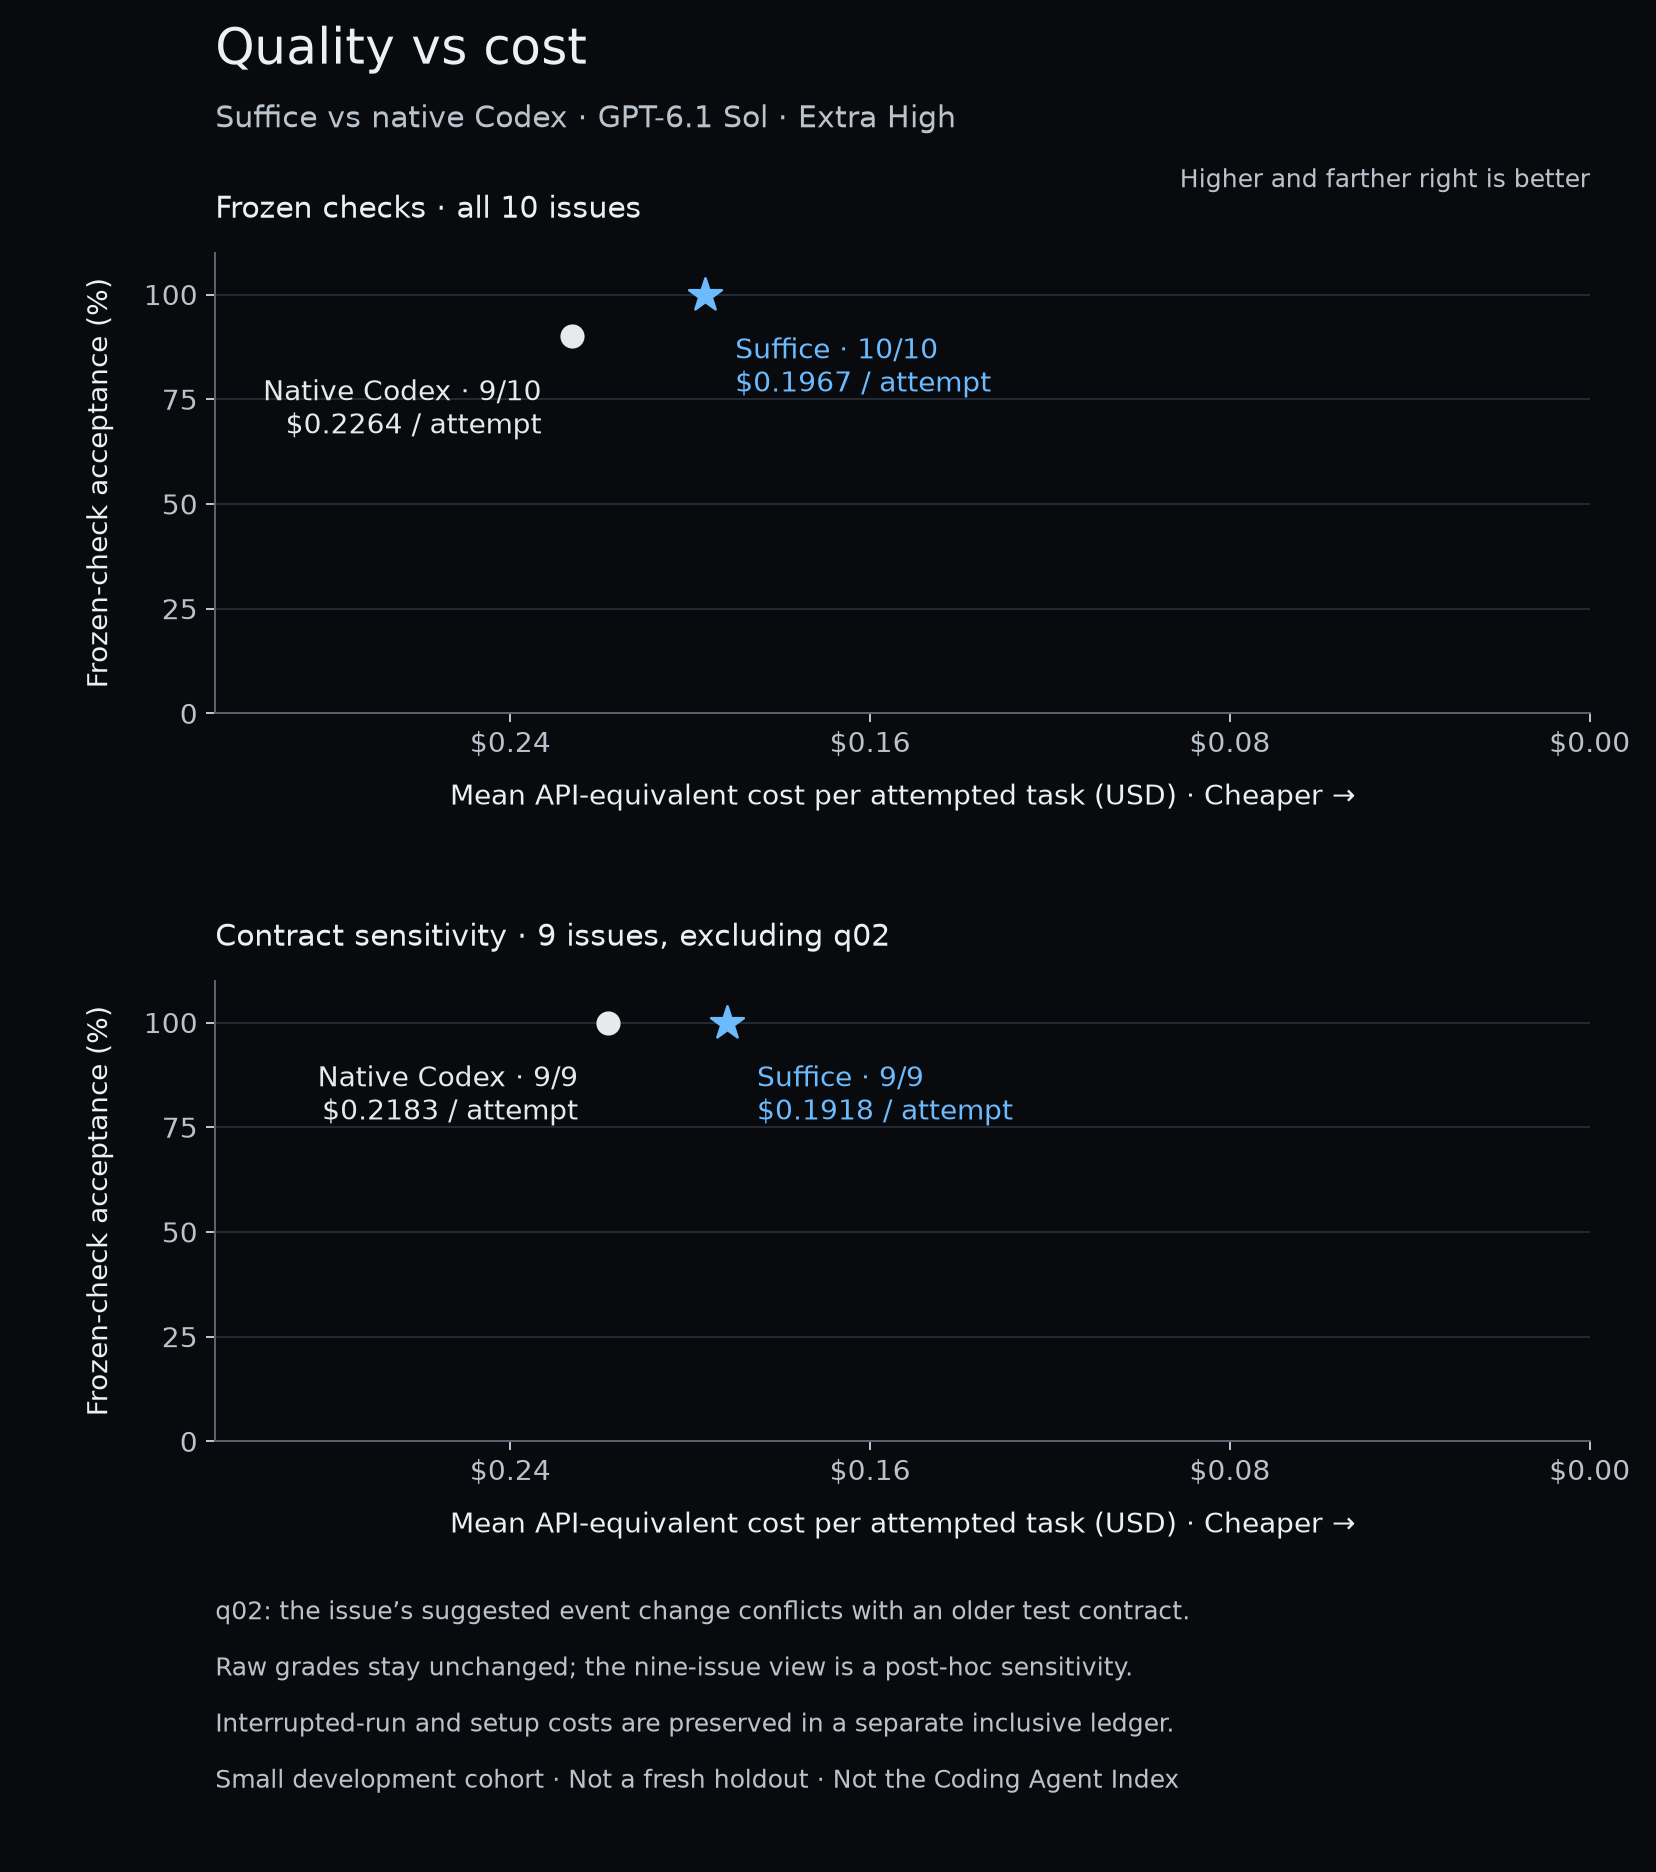 Quality vs cost
Suffice vs native Codex · GPT-6.1 Sol · Extra High
Higher and farther right is better
Frozen checks · all 10 issues
Frozen-check acceptance (%)
100
75
50
25
0
Native Codex · 9/10
$0.2264 / attempt
Suffice · 10/10
$0.1967 / attempt
$0.24
$0.16
$0.08
$0.00
Mean API-equivalent cost per attempted task (USD) · Cheaper →
Contract sensitivity · 9 issues, excluding q02
Frozen-check acceptance (%)
100
75
50
25
0
Native Codex · 9/9
$0.2183 / attempt
Suffice · 9/9
$0.1918 / attempt
$0.24
$0.16
$0.08
$0.00
Mean API-equivalent cost per attempted task (USD) · Cheaper →
q02: the issue’s suggested event change conflicts with an older test contract.
Raw grades stay unchanged; the nine-issue view is a post-hoc sensitivity.
Interrupted-run and setup costs are preserved in a separate inclusive ledger.
Small development cohort · Not a fresh holdout · Not the Coding Agent Index